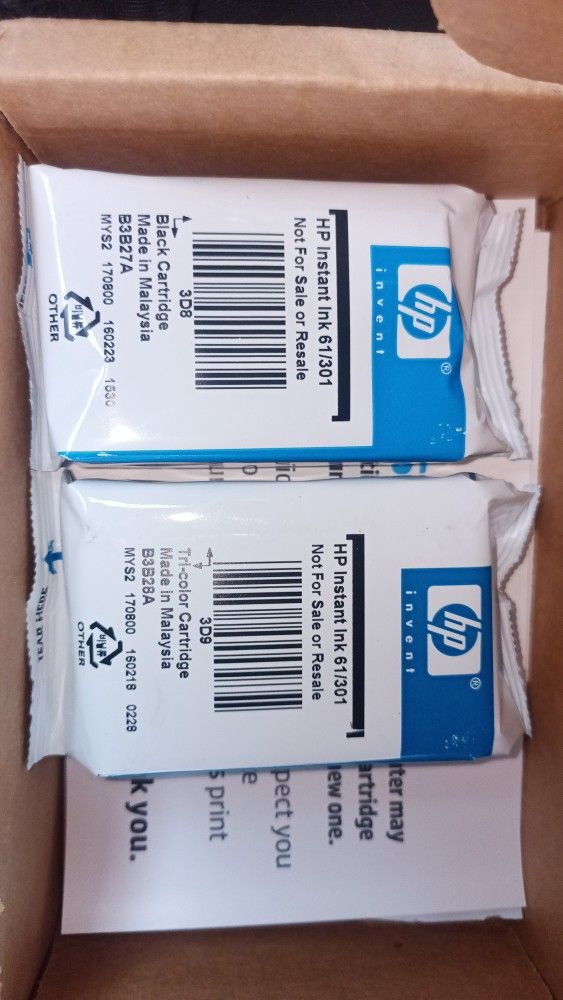 hp
®
invent
HP Instant Ink 61/301
Not For Sale or Resale
3D8
Black Cartridge
Made in Malaysia
B3B27A
MYS2 170800 160223 1530
OTHER
hp
®
invent
HP Instant Ink 61/301
Not For Sale or Resale
3D9
Tri-color Cartridge
Made in Malaysia
B3B28A
MYS2 170800 160218 0228
OTHER
TEAR HERE
may
new one.
pect you
print
you.